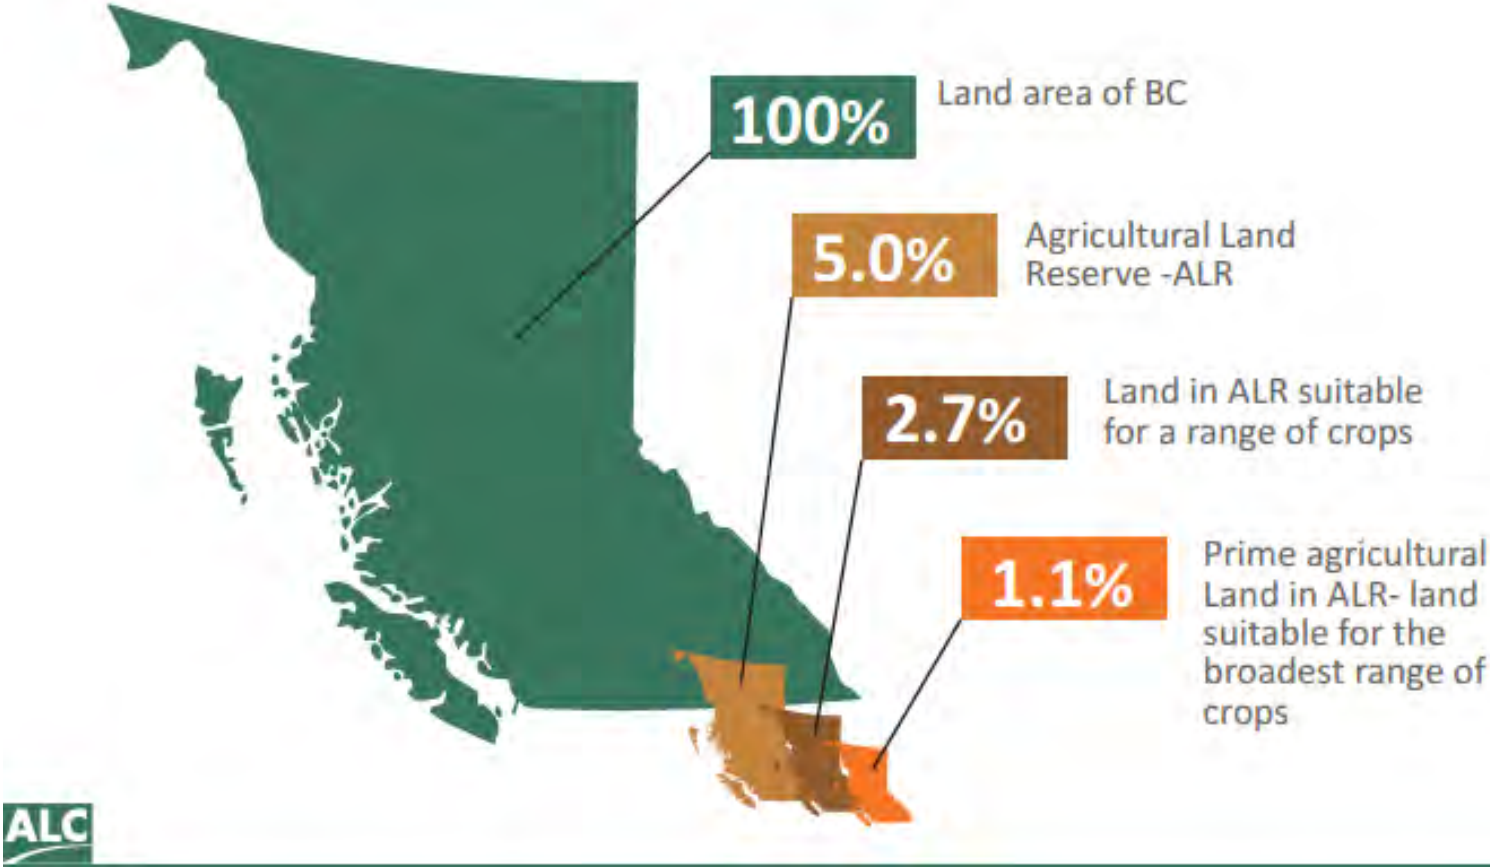 100%
Land area of BC
5.0%
Agricultural Land
Reserve -ALR
2.7%
Land in ALR suitable
for a range of crops
1.1%
Prime agricultural
Land in ALR- land
suitable for the
broadest range of
crops
ALC